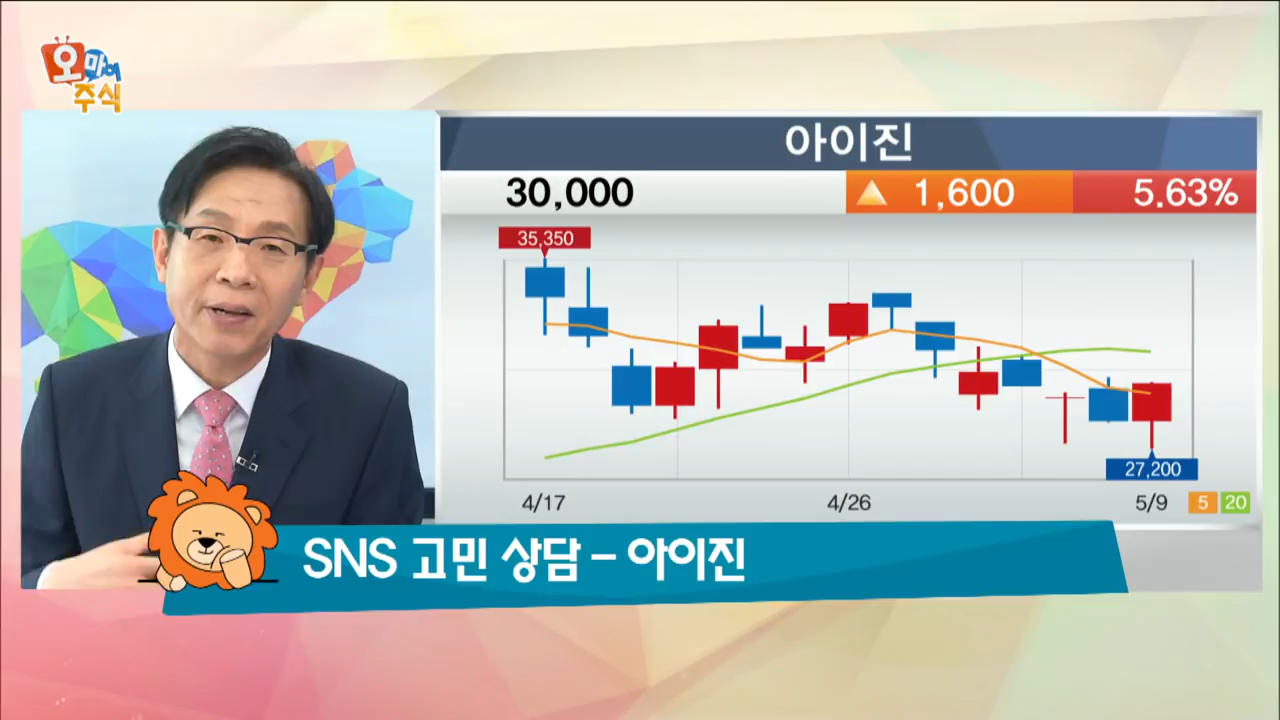 오마이
주식
아이진
30,000 ▲ 1,600 5.63%
35,350
27,200
4/17 4/26 5/9 5 20
SNS 고민 상담 – 아이진